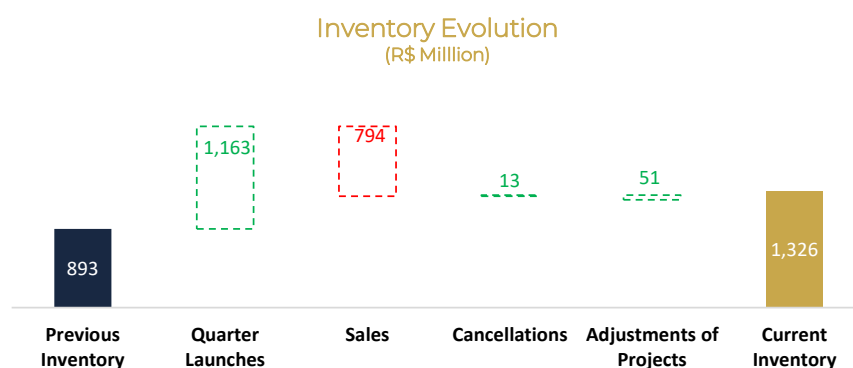 Inventory Evolution
(R$ Milllion)
1,163
794
13
51
893
1,326
Previous
Inventory
Quarter
Launches
Sales
Cancellations
Adjustments of
Projects
Current
Inventory